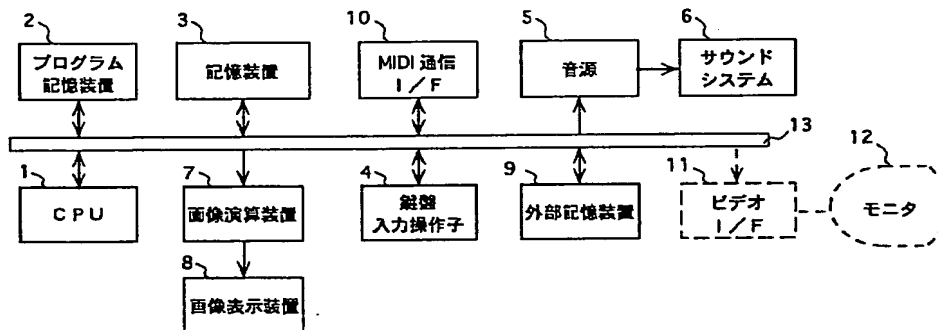 2
プログラム
記憶装置
3
記憶装置
10
MIDI 通信
I/F
5
音源
6
サウンド
システム
13
1
CPU
7
画像演算装置
4
鍵盤
入力操作子
9
外部記憶装置
11
ビデオ
I/F
12
モニタ
8
画像表示装置